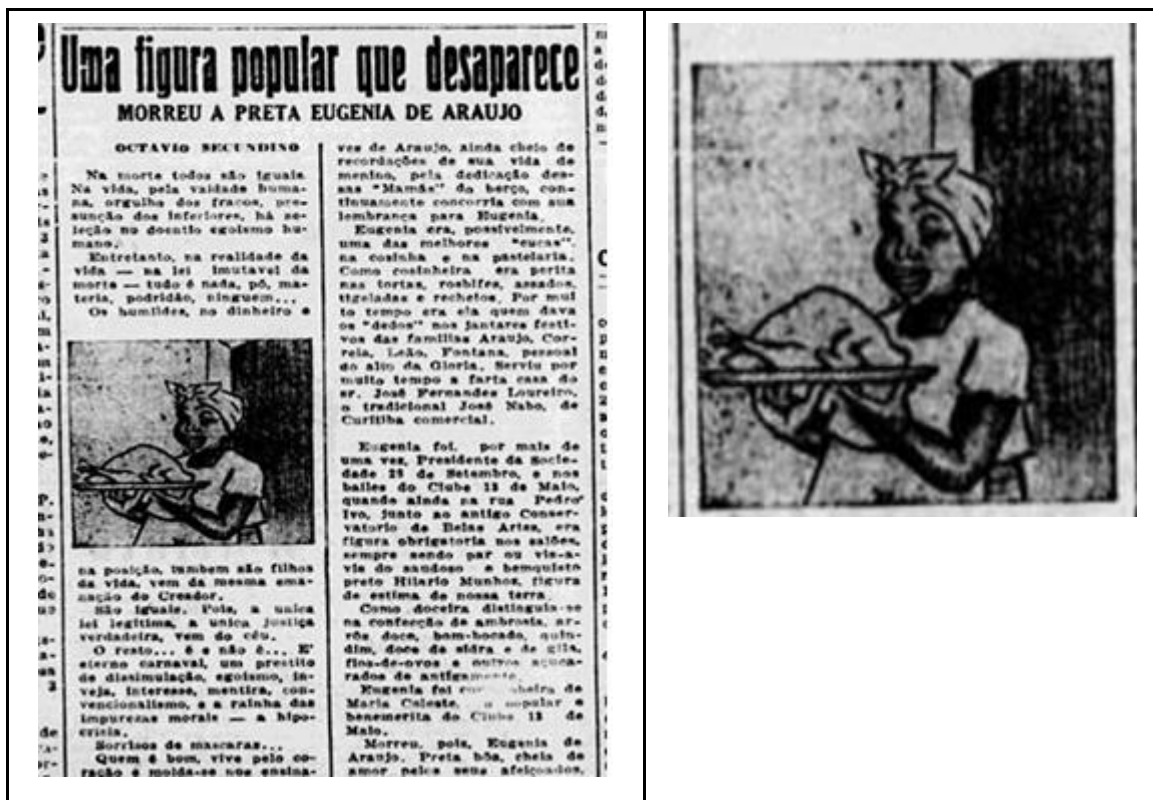 Uma figura popular que desaparece
MORREU A PRETA EUGENIA DE ARAUJO
OCTAVIO SECUNDINO
Na morte todos são iguais.
Na vida, pela vaidade huma-
na, orgulho dos fracos, pre-
sunção dos inferiores, há se-
leção no doentio egoismo hu-
mano.
Entretanto, na realidade da
vida — na lei imutavel da
morte — tudo é nada, pó, ma-
teria, podridão, ninguem...
Os humildes, no dinheiro e
na posição, tambem são filhos
da vida, vem da mesma ema-
nação do Creador.
São iguais. Pois, a unica
lei legitima, a unica justiça
verdadeira, vem do céu.
O resto... é e não é... E'
eterno carnaval, um prestito
de dissimulação, egoismo, in-
veja, interesse, mentira, con-
vencionalismo, e a rainha das
impurezas morais — a hipo-
crisia.
Sorrisos de mascaras...
Quem é bom, vive pelo co-
ração e molda-se nos ensina-
ves de Araujo, ainda cheio de
recordações de sua vida de
menino, pela dedicação des-
sas "Mamãs" do berço, con-
tinuamente concorria com sua
lembrança para Eugenia.
Eugenia era, possivelmente,
uma das melhores "cucas",
na cosinha e na pastelaria.
Como cosinheira era perita
nas tortas, rosbifes, assados,
tigeladas e recheios. Por mui
to tempo era ela quem dava
os "dedos" nos jantares festi-
vos das familias Araujo, Cor-
reia, Leão, Fontana, pessoal
do alto da Gloria. Serviu por
muito tempo a farta casa do
sr. José Fernandes Loureiro,
o tradicional José Nabo, de
Curitiba comercial.
Eugenia foi, por mais de
uma vez, Presidente da Socie-
dade 28 de Setembro, e nos
bailes do Clube 13 de Maio,
quando ainda na rua Pedro
Ivo, junto ao antigo Conser-
vatorio de Belas Artes, era
figura obrigatoria nos salões,
sempre sendo par ou vis-a-
vis do saudoso e bemquisto
preto Hilario Munhos, figura
de estima de nossa terra.
Como doceira distinguia-se
na confecção de ambrosia, ar-
rôs doce, bom-bocado, quin-
dim, doce de sidra e de gila,
fios-de-ovos e outros açuca-
rados de antigamente.
Eugenia foi de
Maria Celeste, popular e
benemerita do Clube 13 de
Maio.
Morreu, pois, Eugenia de
Araujo. Preta bôa, cheia de
amor pelos seus afeiçoados,